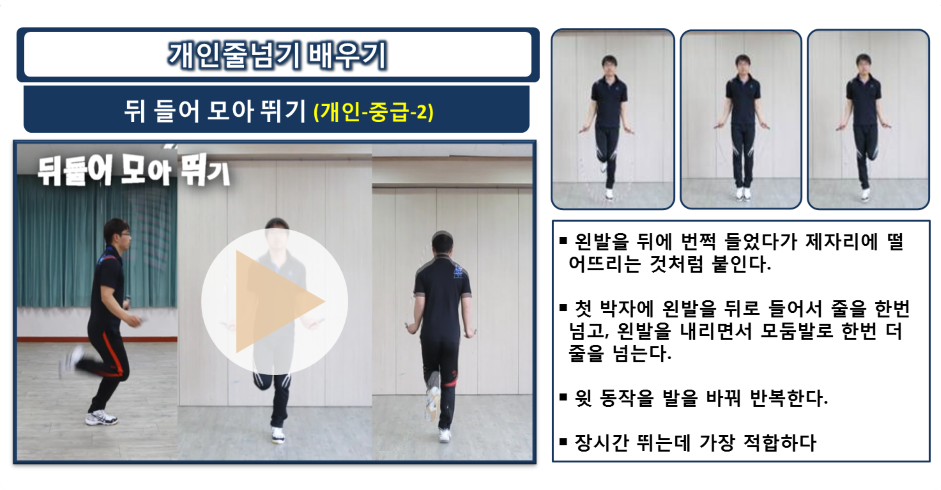 개인줄넘기 배우기
뒤 들어 모아 뛰기 (개인-중급-2)
뒤들어 모아 뛰기
▪ 왼발을 뒤에 번쩍 들었다가 제자리에 떨
어뜨리는 것처럼 붙인다.
▪ 첫 박자에 왼발을 뒤로 들어서 줄을 한번
넘고, 왼발을 내리면서 모둠발로 한번 더
줄을 넘는다.
▪ 윗 동작을 발을 바꿔 반복한다.
▪ 장시간 뛰는데 가장 적합하다